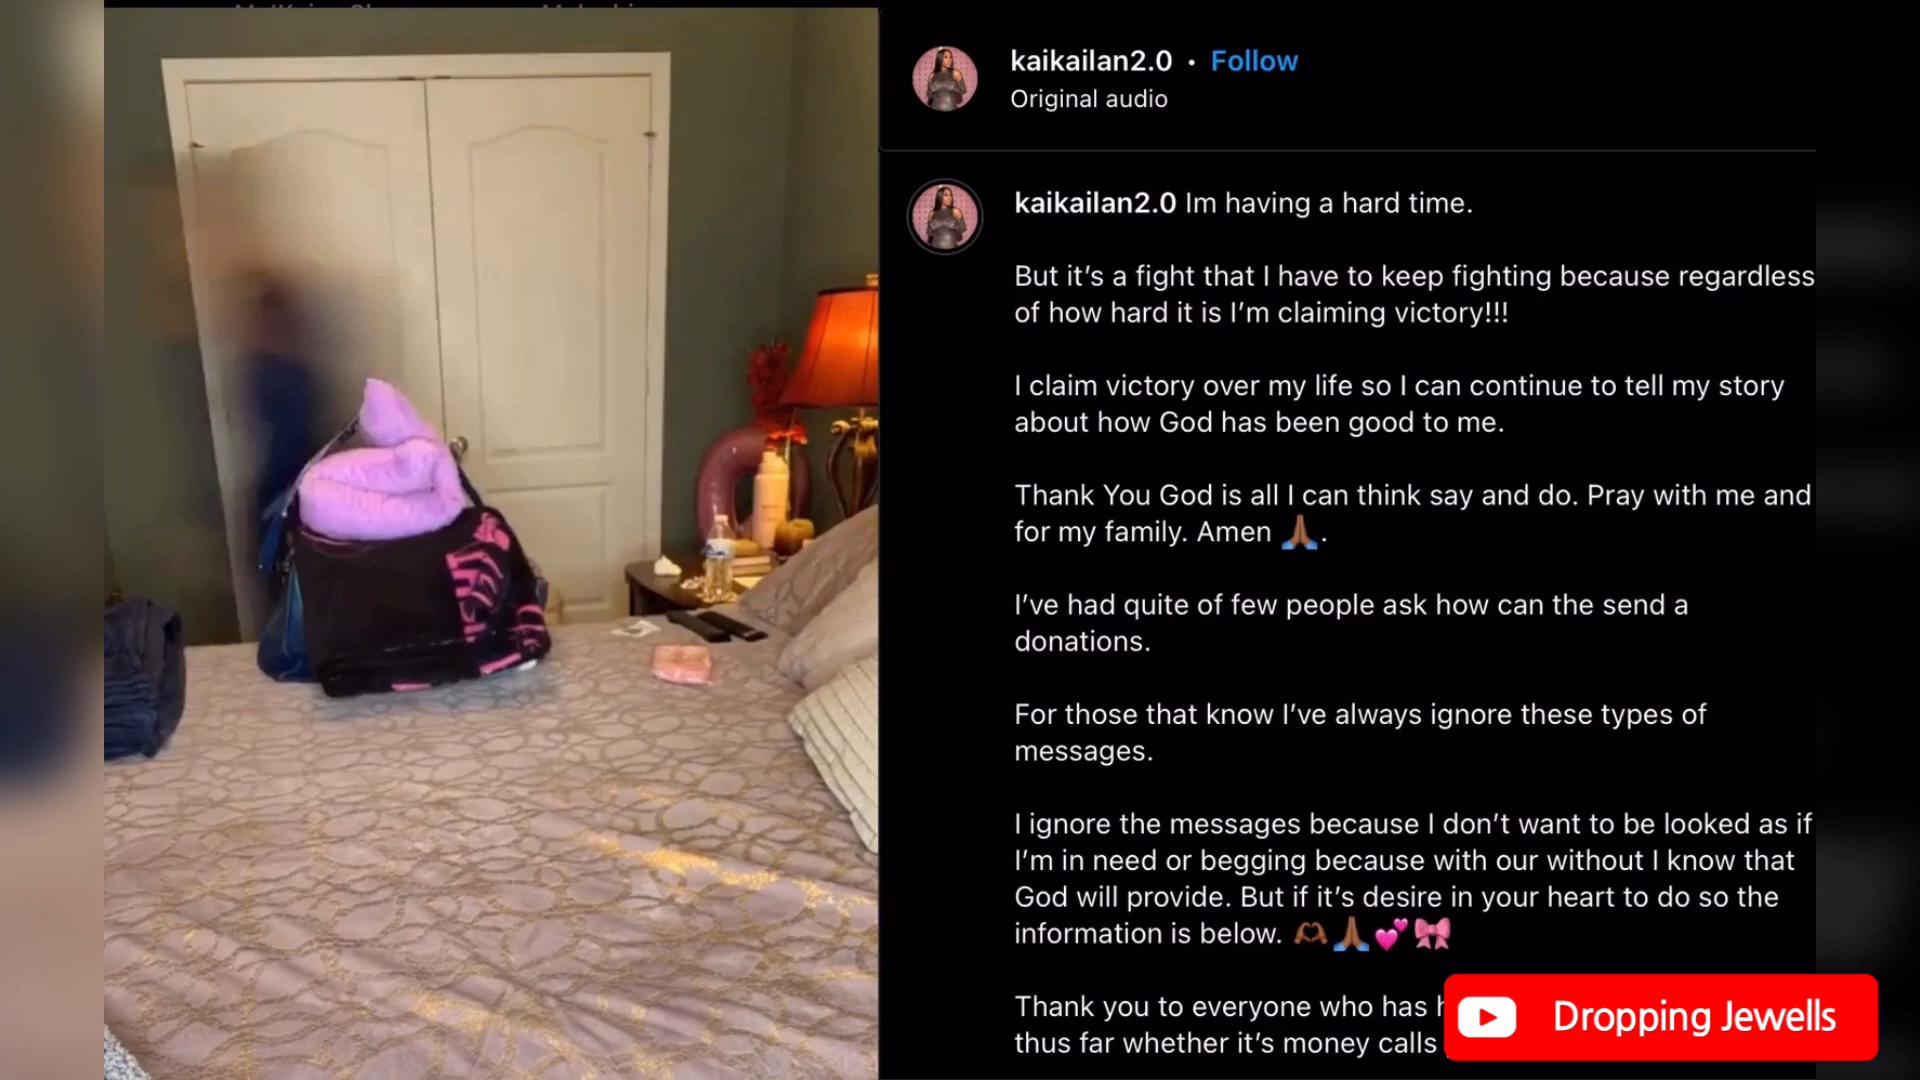 kaikailan2.0 • Follow
Original audio
kaikailan2.0 Im having a hard time.
But it’s a fight that I have to keep fighting because regardless
of how hard it is I’m claiming victory!!!
I claim victory over my life so I can continue to tell my story
about how God has been good to me.
Thank You God is all I can think say and do. Pray with me and
for my family. Amen 🙏🏾.
I’ve had quite of few people ask how can the send a
donations.
For those that know I’ve always ignore these types of
messages.
I ignore the messages because I don’t want to be looked as if
I’m in need or begging because with our without I know that
God will provide. But if it’s desire in your heart to do so the
information is below. 🫶🏾🙏🏾💕🎀
Thank you to everyone who has
thus far whether it’s money calls
Dropping Jewells